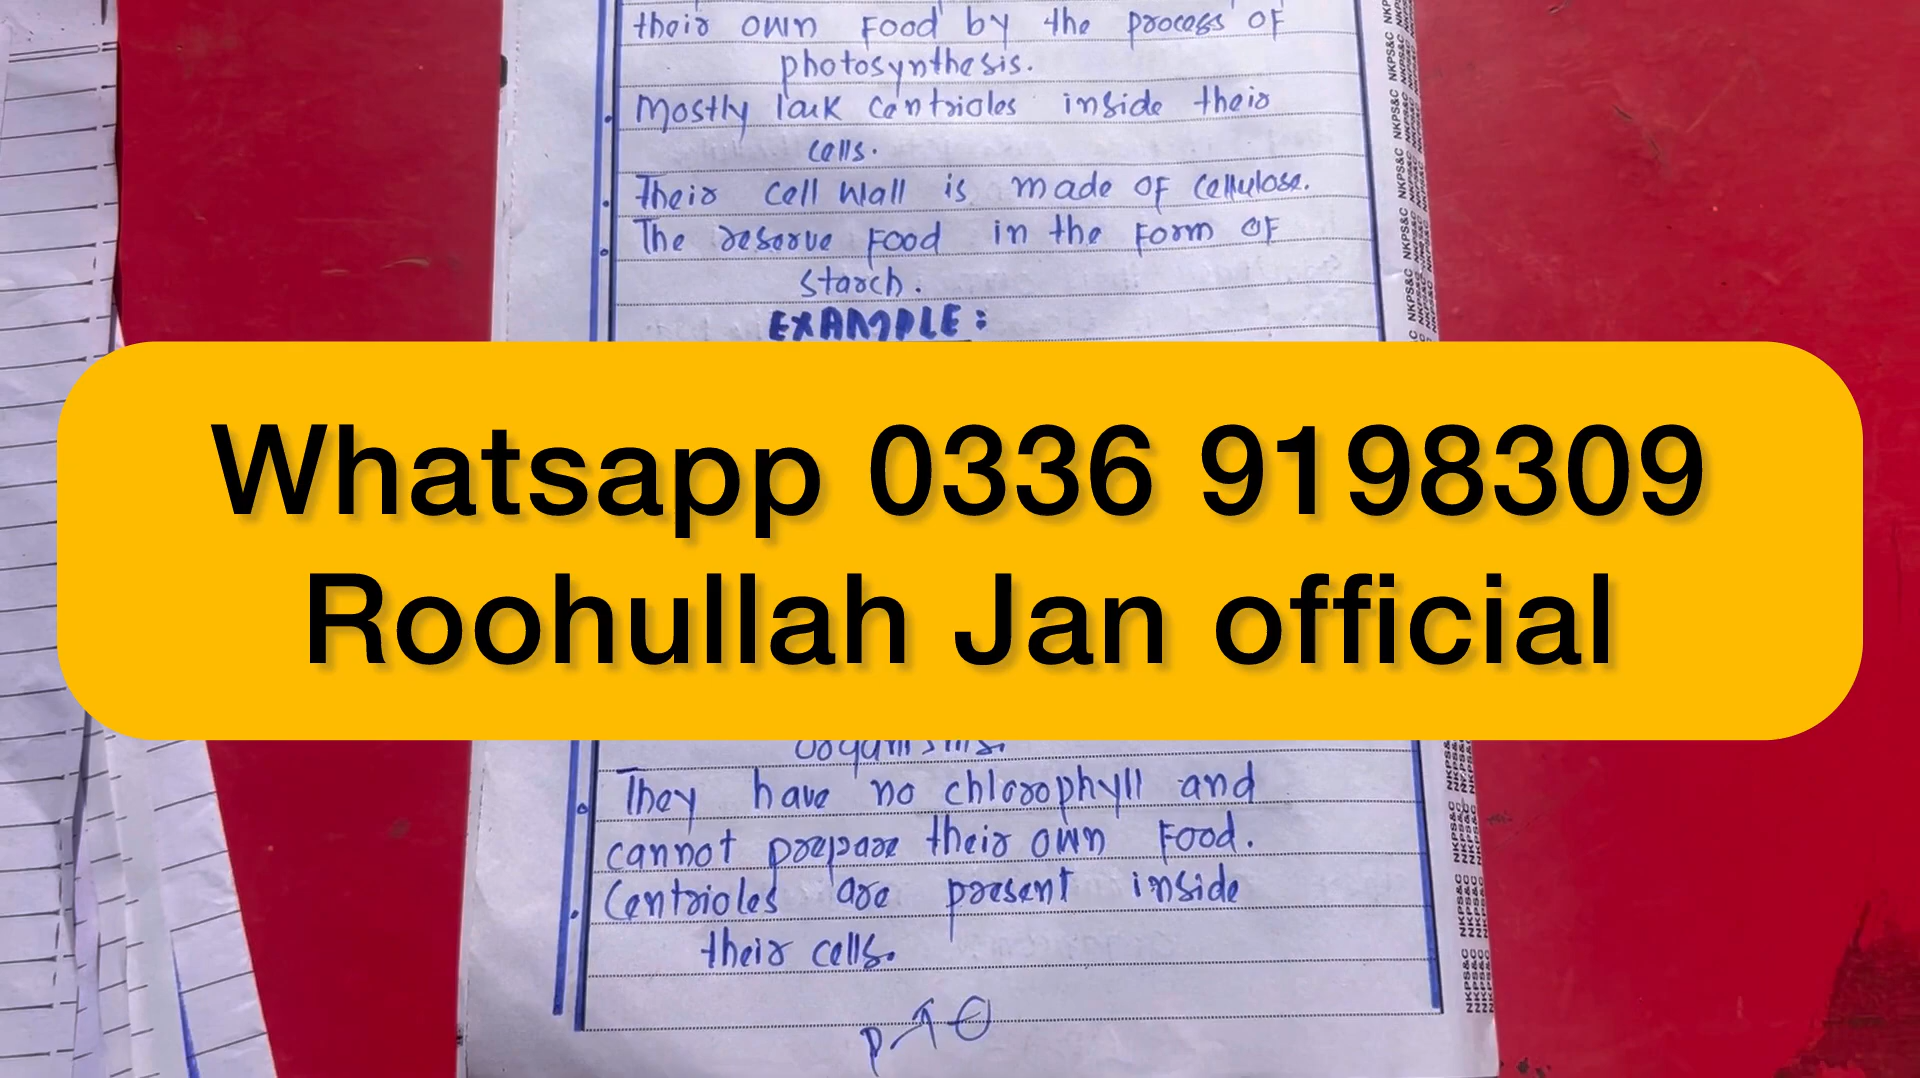 their own Food by the process of
photosynthesis.
Mostly lack centrioles inside their
cells.
Their cell wall is made of cellulose.
The reserve Food in the Form of
starch.
EXAMPLE:
Whatsapp 0336 9198309
Roohullah Jan official
organisms.
They have no chlorophyll and
cannot prepare their own Food.
Centrioles are present inside
their cells.
NKPS&C